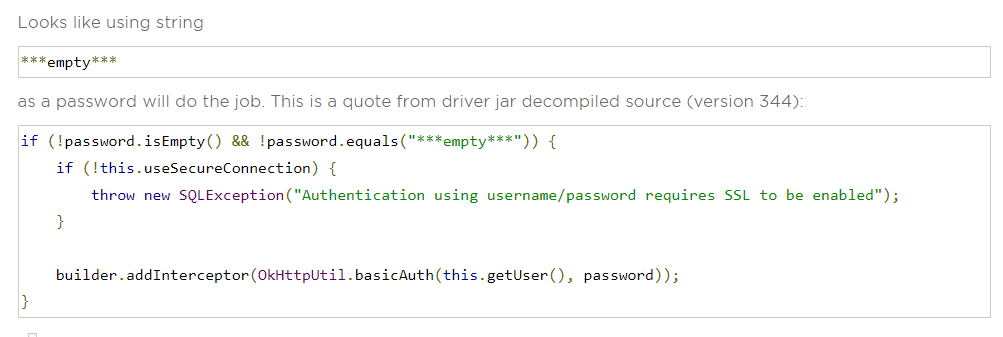 Looks like using string
***empty***
as a password will do the job. This is a quote from driver jar decompiled source (version 344):
if (!password.isEmpty() && !password.equals("***empty***")) {
    if (!this.useSecureConnection) {
        throw new SQLException("Authentication using username/password requires SSL to be enabled");
    }

    builder.addInterceptor(OkHttpUtil.basicAuth(this.getUser(), password));
}